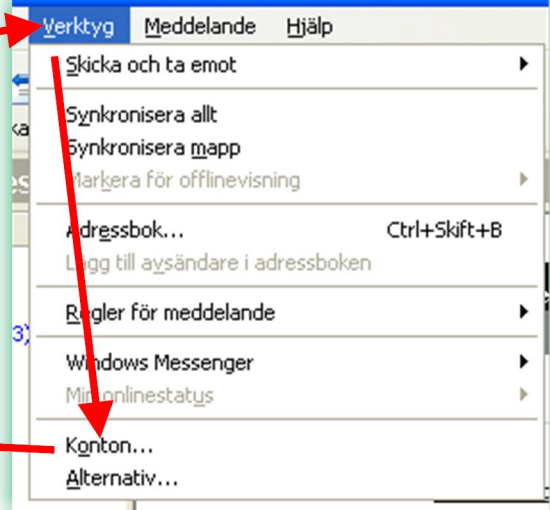 Verktyg Meddelande Hjälp
Skicka och ta emot
Synkronisera allt
Synkronisera mapp
Markera för offlinevisning
Adressbok... Ctrl+Skift+B
Lägg till avsändare i adressboken
Regler för meddelande
Windows Messenger
Min onlinestatus
Konton...
Alternativ...
3)